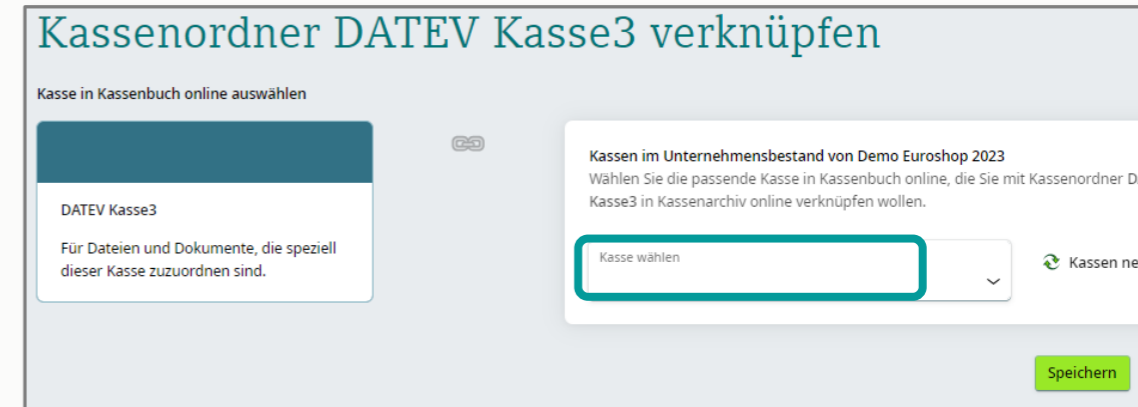 Kassenordner DATEV Kasse3 verknüpfen
Kasse in Kassenbuch online auswählen
DATEV Kasse3
Für Dateien und Dokumente, die speziell
dieser Kasse zuzuordnen sind.
Kassen im Unternehmensbestand von Demo Euroshop 2023
Wählen Sie die passende Kasse in Kassenbuch online, die Sie mit Kassenordner
Kasse3 in Kassenarchiv online verknüpfen wollen.
Kasse wählen
Kassen
Speichern